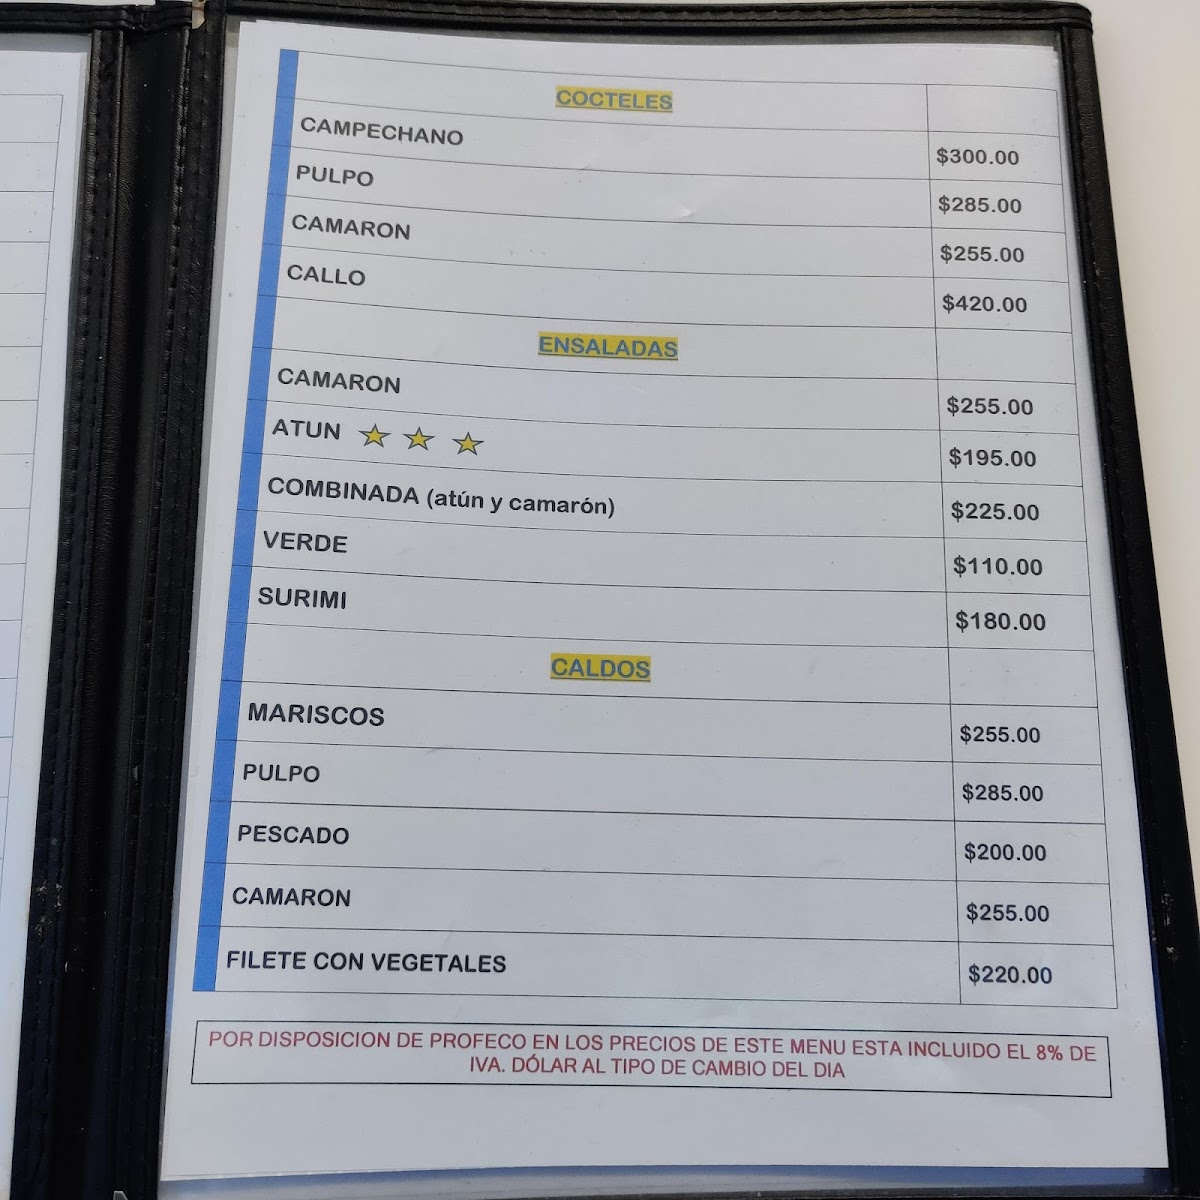 COCTELES
CAMPECHANO $300.00
PULPO $285.00
CAMARON $255.00
CALLO $420.00
ENSALADAS
CAMARON $255.00
ATUN $195.00
COMBINADA (atún y camarón) $225.00
VERDE $110.00
SURIMI $180.00
CALDOS
MARISCOS $255.00
PULPO $285.00
PESCADO $200.00
CAMARON $255.00
FILETE CON VEGETALES $220.00
POR DISPOSICION DE PROFECO EN LOS PRECIOS DE ESTE MENU ESTA INCLUIDO EL 8% DE
IVA. DÓLAR AL TIPO DE CAMBIO DEL DIA